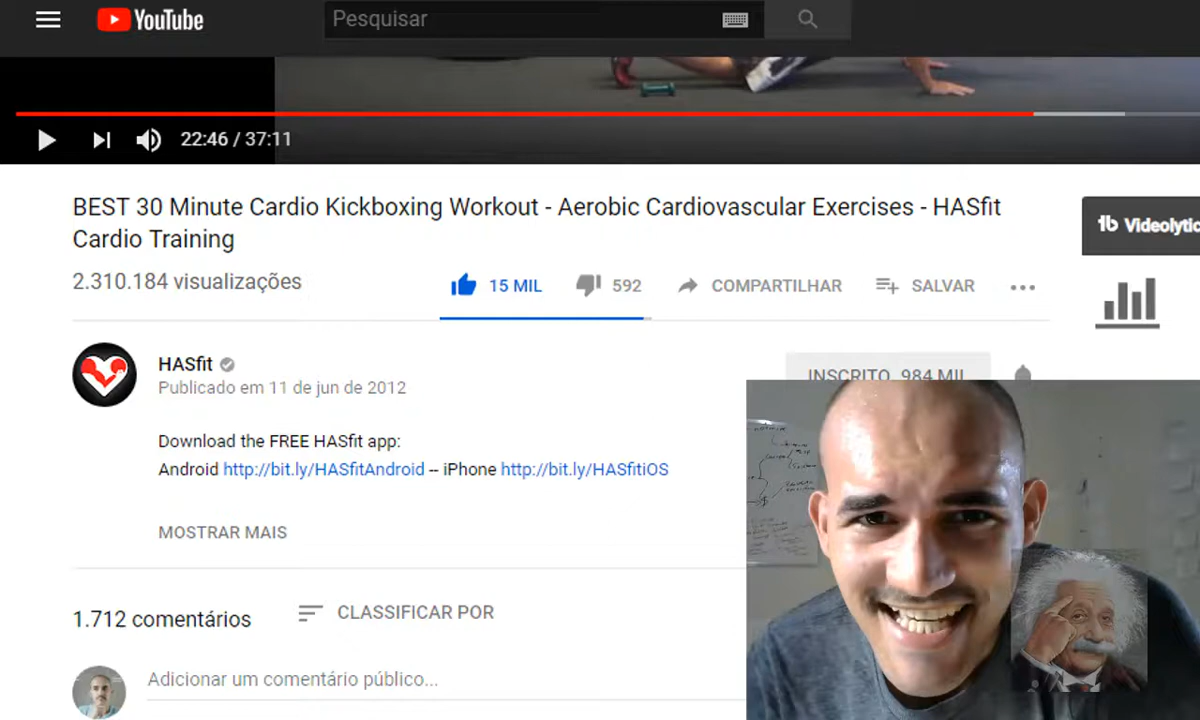 YouTube
Pesquisar
22:46 / 37:11
BEST 30 Minute Cardio Kickboxing Workout - Aerobic Cardiovascular Exercises - HASfit
Cardio Training
2.310.184 visualizações
15 MIL 592 COMPARTILHAR SALVAR
HASfit
Publicado em 11 de jun de 2012
INSCRITO 984 MIL
Download the FREE HASfit app:
Android http://bit.ly/HASfitAndroid -- iPhone http://bit.ly/HASfitiOS
MOSTRAR MAIS
1.712 comentários
CLASSIFICAR POR
Adicionar um comentário público...